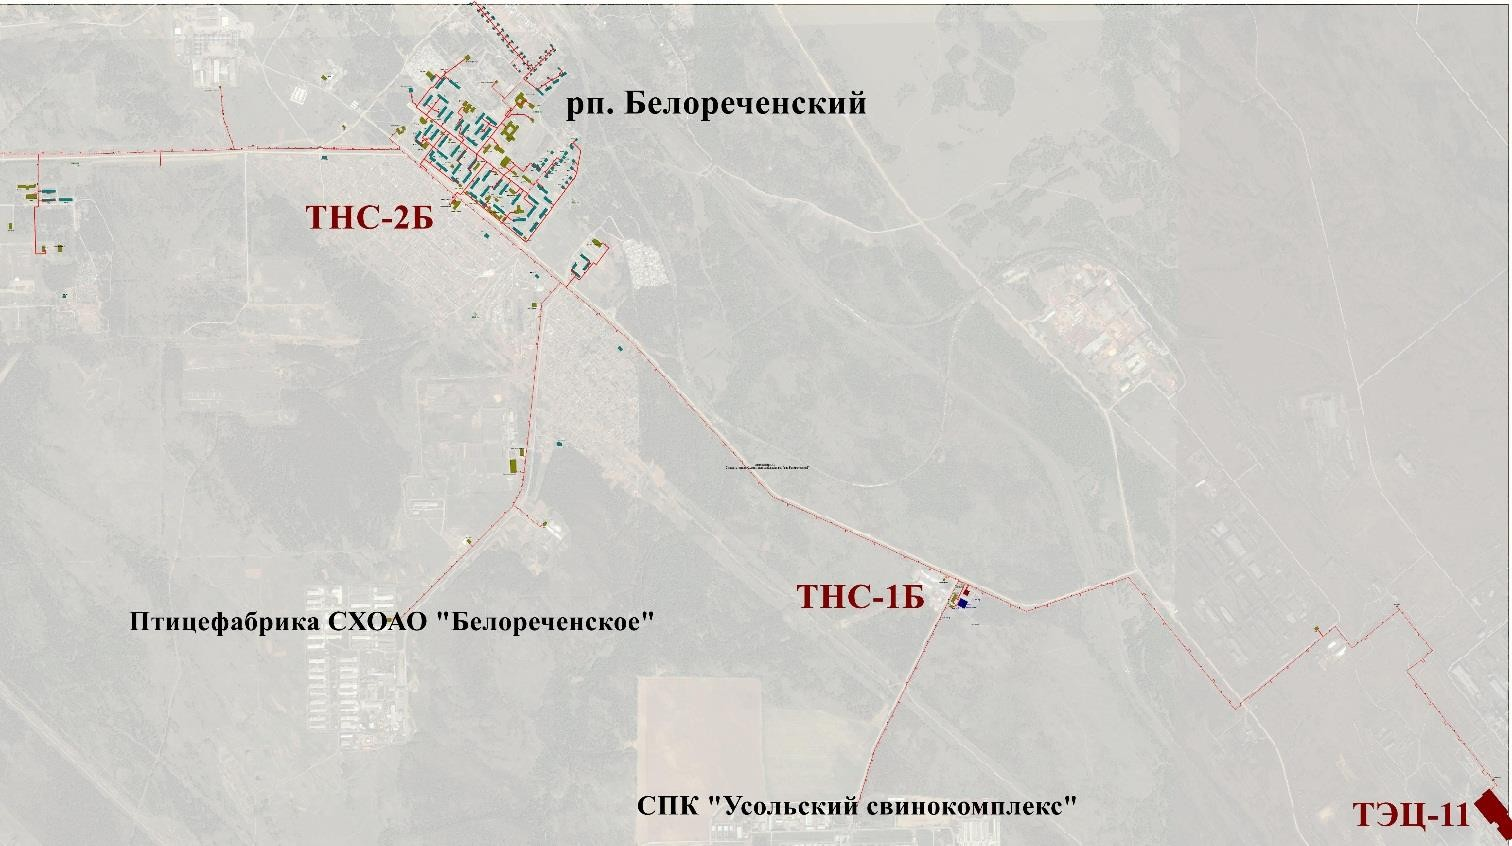 рп. Белореченский
ТНС-2Б
ТНС-1Б
Птицефабрика СХОАО "Белореченское"
СПК "Усольский свинокомплекс"
ТЭЦ-11